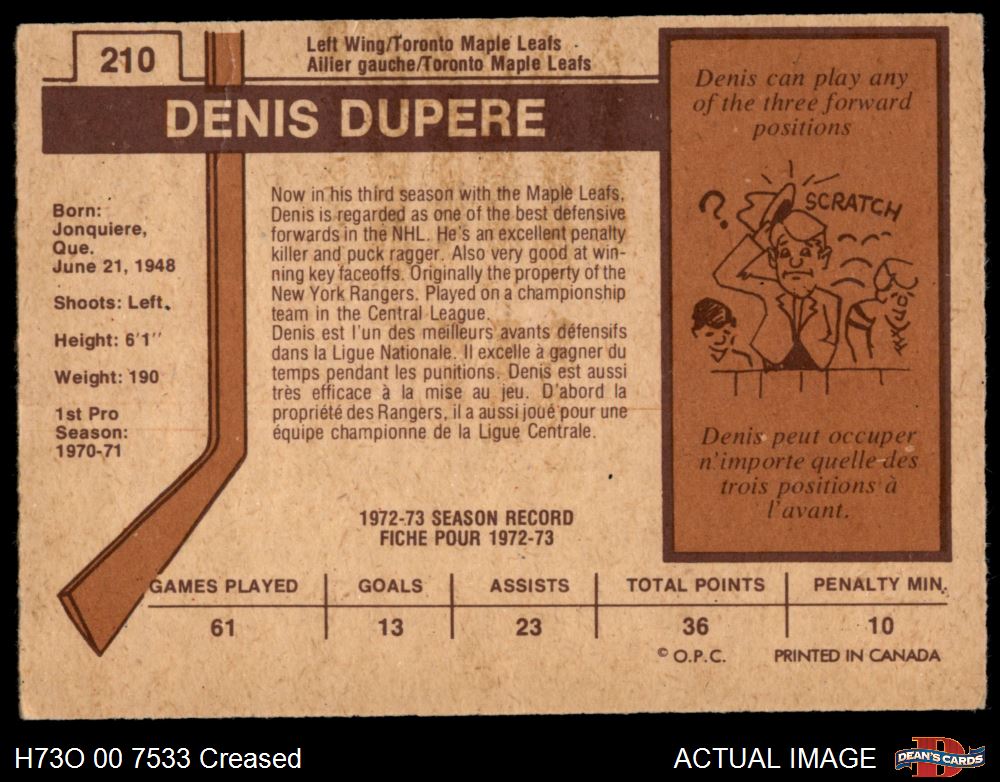 210
Left Wing/Toronto Maple Leafs
Ailier gauche/Toronto Maple Leafs
DENIS DUPERE
Born:
Jonquiere,
Que.
June 21, 1948
Shoots: Left.
Height: 6'1''
Weight: 190
1st Pro
Season:
1970-71
Now in his third season with the Maple Leafs,
Denis is regarded as one of the best defensive
forwards in the NHL. He's an excellent penalty
killer and puck ragger. Also very good at win-
ning key faceoffs. Originally the property of the
New York Rangers. Played on a championship
team in the Central League.
Denis est l'un des meilleurs avants défensifs
dans la Ligue Nationale. Il excelle à gagner du
temps pendant les punitions. Denis est aussi
très efficace à la mise au jeu. D'abord la
propriété des Rangers, il a aussi joué pour une
équipe championne de la Ligue Centrale.
Denis can play any
of the three forward
positions
?
SCRATCH
Denis peut occuper
n'importe quelle des
trois positions à
l'avant.
1972-73 SEASON RECORD
FICHE POUR 1972-73
GAMES PLAYED GOALS ASSISTS TOTAL POINTS PENALTY MIN.
61 13 23 36 10
© O.P.C. PRINTED IN CANADA
H73O 00 7533 Creased
ACTUAL IMAGE
D
DEAN'S CARDS